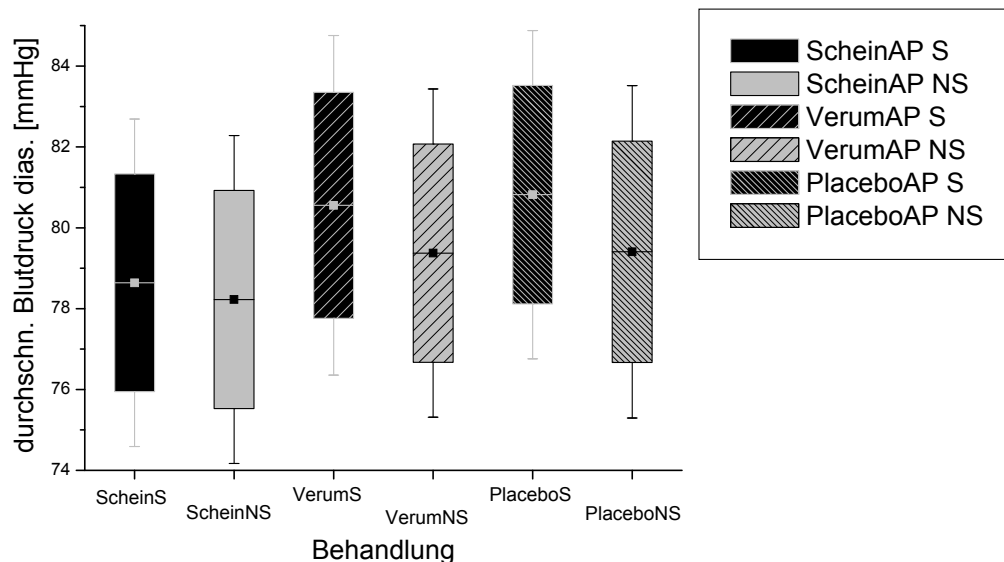 durchschn. Blutdruck dias. [mmHg]
84
82
80
78
76
74
ScheinS
ScheinNS
VerumS
VerumNS
PlaceboS
PlaceboNS
Behandlung
ScheinAP S
ScheinAP NS
VerumAP S
VerumAP NS
PlaceboAP S
PlaceboAP NS